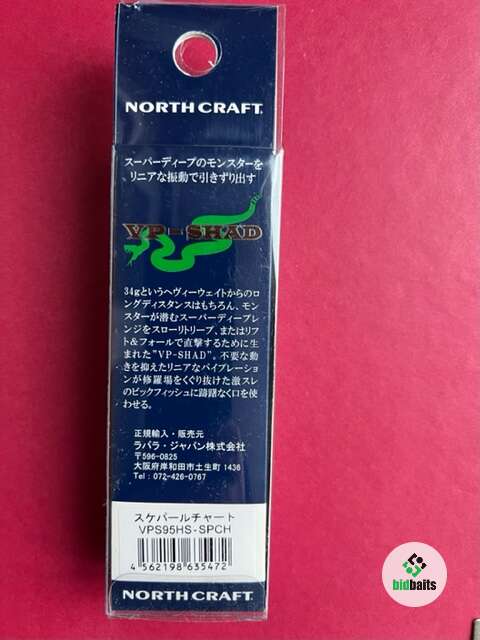 NORTH CRAFT.
スーパーディープのモンスターを
リニアな振動で引きずり出す
VP-SHAD
34gというヘヴィーウェイトからのロ
ングディスタンスはもちろん、モン
スターが潜むスーパーディープレ
ンジをスローリトリーブ、またはリフ
ト&フォールで直撃するために生
まれた"VP-SHAD"。不要な動
きを抑えたリニアなバイブレーショ
ンが修羅場をくぐり抜けた激スレ
のビックフィッシュに躊躇なく口を使
わせる。
正規輸入・販売元
ラパラ・ジャパン株式会社
〒596-0825
大阪府岸和田市土生町 1436
Tel : 072-426-0767
スケパールチャート
VPS95HS-SPCH
4 562198 635472
NORTH CRAFT.
bidbaits